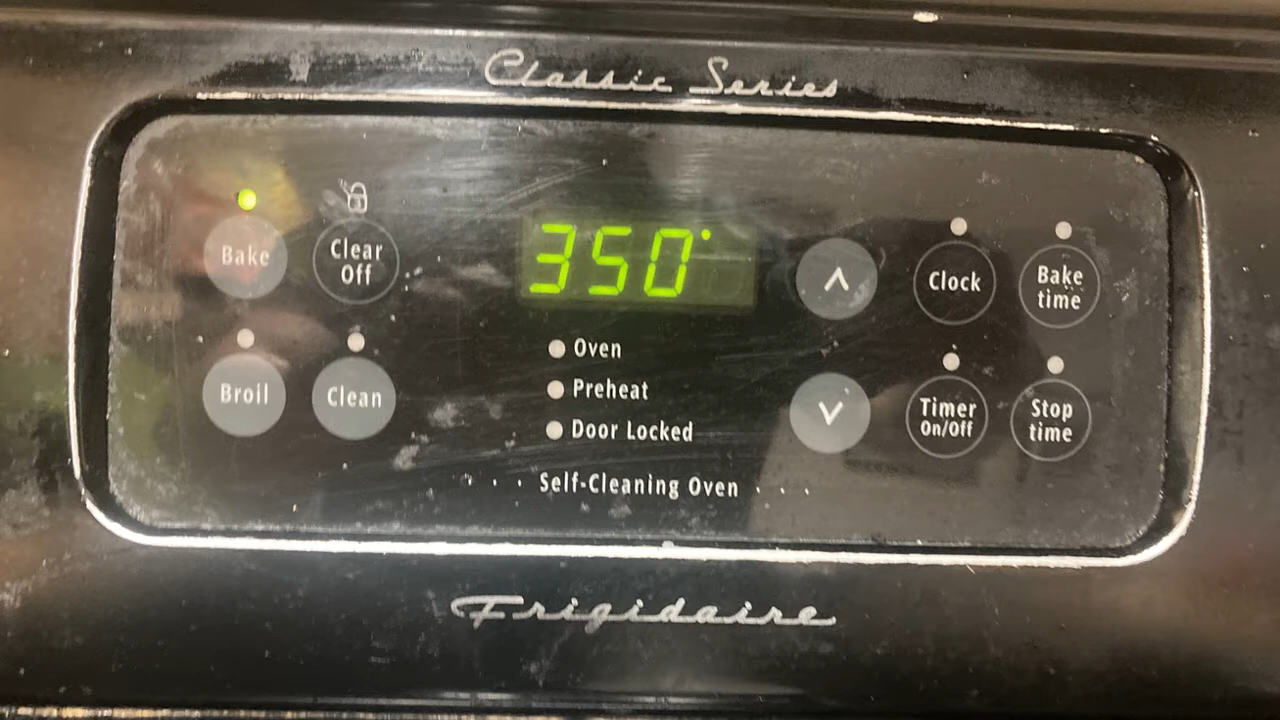 Classic Series
Bake
Clear
Off
350°
Clock
Bake
time
Oven
Preheat
Door Locked
Broil
Clean
Timer
On/Off
Stop
time
Self-Cleaning Oven
Frigidaire